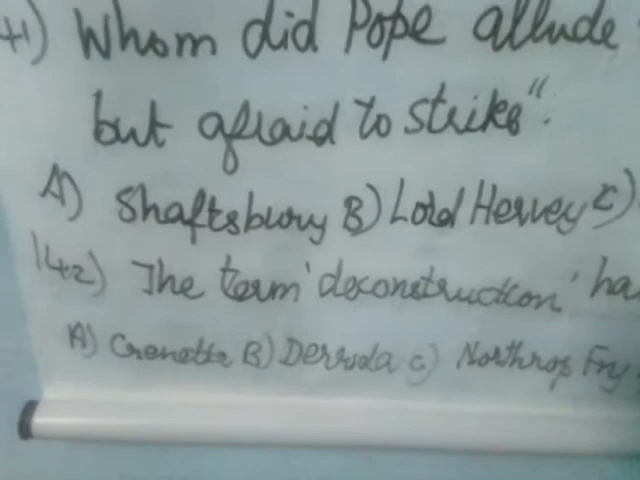 41) Whom did Pope allude
but afraid to strike".
A) Shaftsbury B) Lord Hervey C)
142) The term 'deconstruction' ha
A) Genette B) Derrida C) Northrop Fry